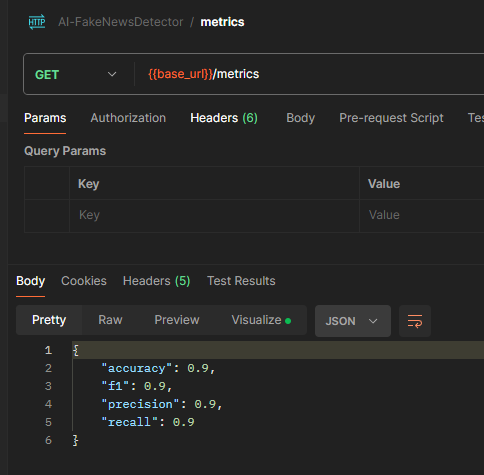 HTTP AI-FakeNewsDetector / metrics
GET {{base_url}}/metrics
Params Authorization Headers (6) Body Pre-request Script
Query Params
Key Value
Key Value
Body Cookies Headers (5) Test Results
Pretty Raw Preview Visualize JSON
1 {
2 "accuracy": 0.9,
3 "f1": 0.9,
4 "precision": 0.9,
5 "recall": 0.9
6 }